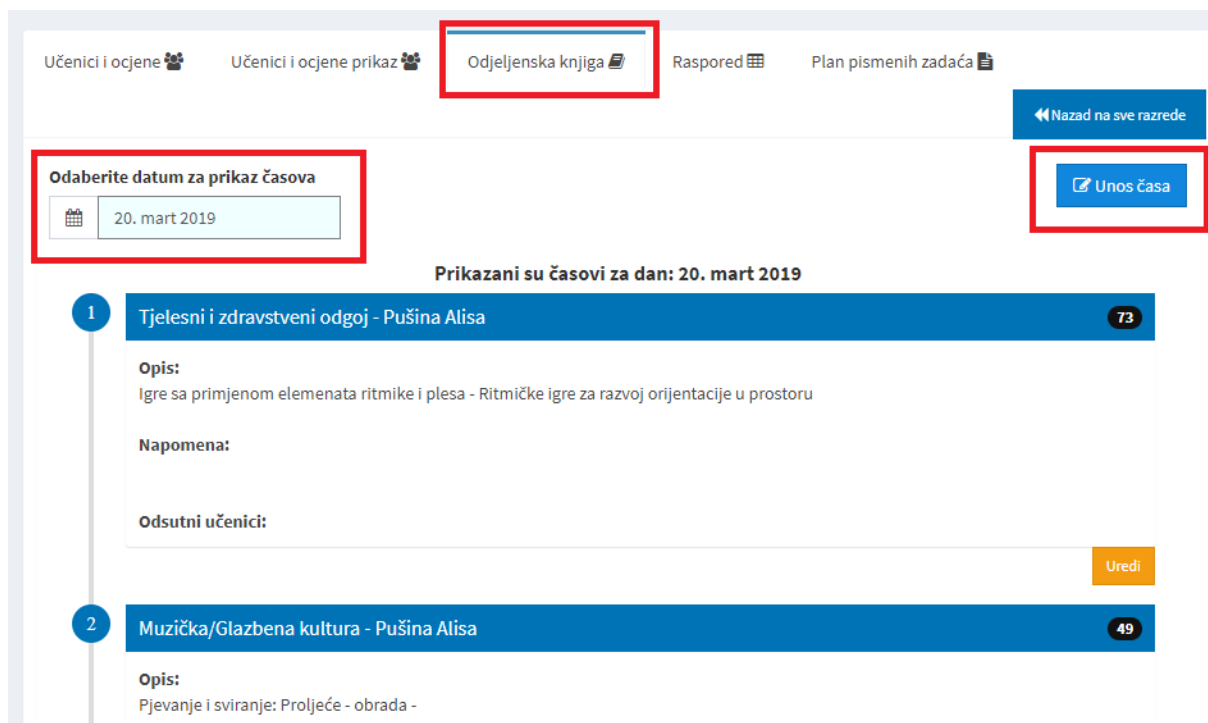 Učenici i ocjene
Učenici i ocjene prikaz
Odjeljenska knjiga
Raspored
Plan pismenih zadaća
Nazad na sve razrede
Odaberite datum za prikaz časova
Unos časa
20. mart 2019
Prikazani su časovi za dan: 20. mart 2019
1
Tjelesni i zdravstveni odgoj - Pušina Alisa
73
Opis:
Igre sa primjenom elemenata ritmike i plesa - Ritmičke igre za razvoj orijentacije u prostoru
Napomena:
Odsutni učenici:
Uredi
2
Muzička/Glazbena kultura - Pušina Alisa
49
Opis:
Pjevanje i sviranje: Proljeće - obrada -